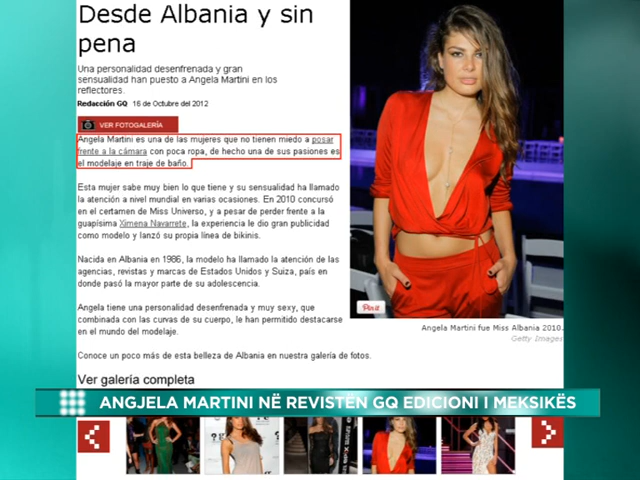 Desde Albania y sin
pena
Una personalidad desenfrenada y gran
sensualidad han puesto a Angela Martini en los
reflectores.
Redacción GQ 16 de Octubre del 2012
VER FOTOGALERÍA
Angela Martini es una de las mujeres que no tienen miedo a posar
frente a la cámara con poca ropa, de hecho una de sus pasiones es
el modelaje en traje de baño.
Esta mujer sabe muy bien lo que tiene y su sensualidad ha llamado
la atención a nivel mundial en varias ocasiones. En 2010 concursó
en el certamen de Miss Universo, y a pesar de perder frente a la
guapísima Ximena Navarrete, la experiencia le dio gran publicidad
como modelo y lanzó su propia línea de bikinis.
Nacida en Albania en 1986, la modelo ha llamado la atención de las
agencias, revistas y marcas de Estados Unidos y Suiza, país en
donde pasó la mayor parte de su adolescencia.
Angela tiene una personalidad desenfrenada y muy sexy, que
combinada con las curvas de su cuerpo, le han permitido destacarse
en el mundo del modelaje.
Conoce un poco más de esta belleza de Albania en nuestra galería de fotos.
Pin it
Angela Martini fue Miss Albania 2010.
Getty Images
Ver galería completa
ANGJELA MARTINI NË REVISTËN GQ EDICIONI I MEKSIKËS